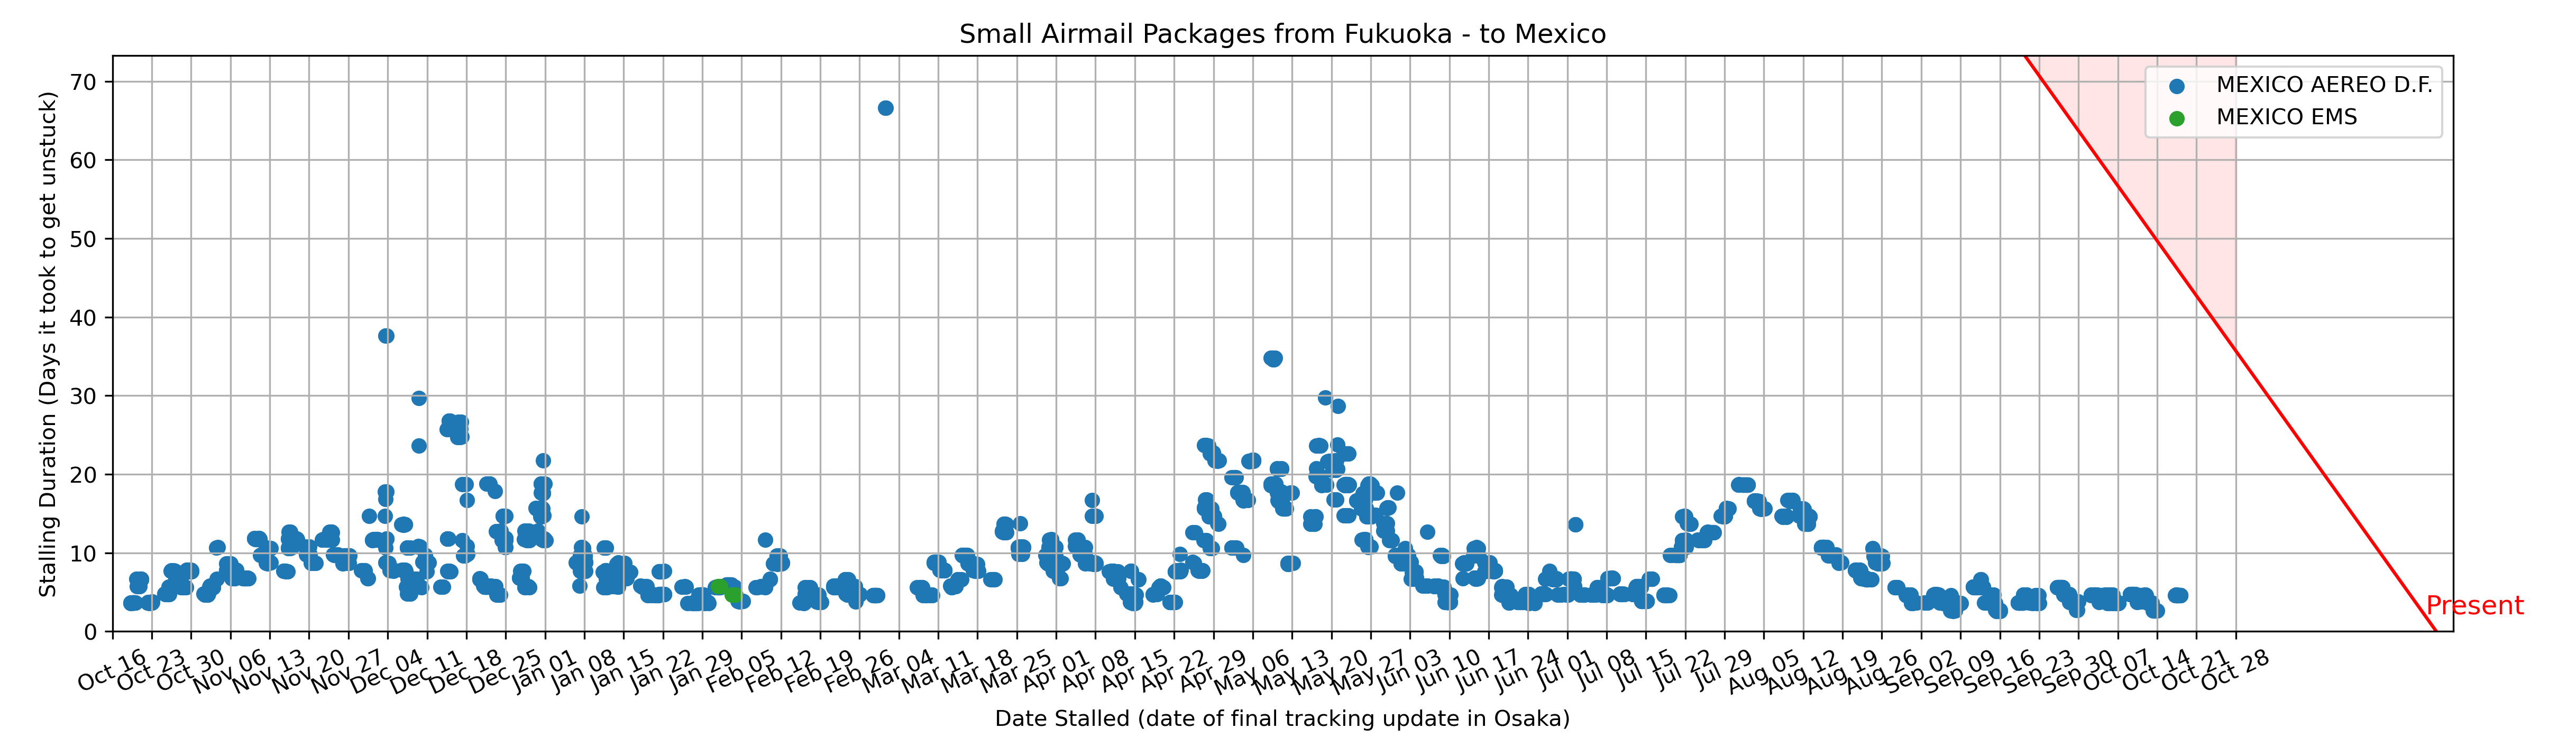 Small Airmail Packages from Fukuoka - to Mexico
Stalling Duration (Days it took to get unstuck)
70
60
50
40
30
20
10
0
MEXICO AEREO D.F.
MEXICO EMS
Present
Oct 16
Oct 23
Oct 30
Nov 06
Nov 13
Nov 20
Nov 27
Dec 04
Dec 11
Dec 18
Dec 25
Jan 01
Jan 08
Jan 15
Jan 22
Jan 29
Feb 05
Feb 12
Feb 19
Feb 26
Mar 04
Mar 11
Mar 18
Mar 25
Apr 01
Apr 08
Apr 15
Apr 22
Apr 29
May 06
May 13
May 20
May 27
Jun 03
Jun 10
Jun 17
Jun 24
Jul 01
Jul 08
Jul 15
Jul 22
Jul 29
Aug 05
Aug 12
Aug 19
Aug 26
Sep 02
Sep 09
Sep 16
Sep 23
Sep 30
Oct 07
Oct 14
Oct 21
Oct 28
Date Stalled (date of final tracking update in Osaka)